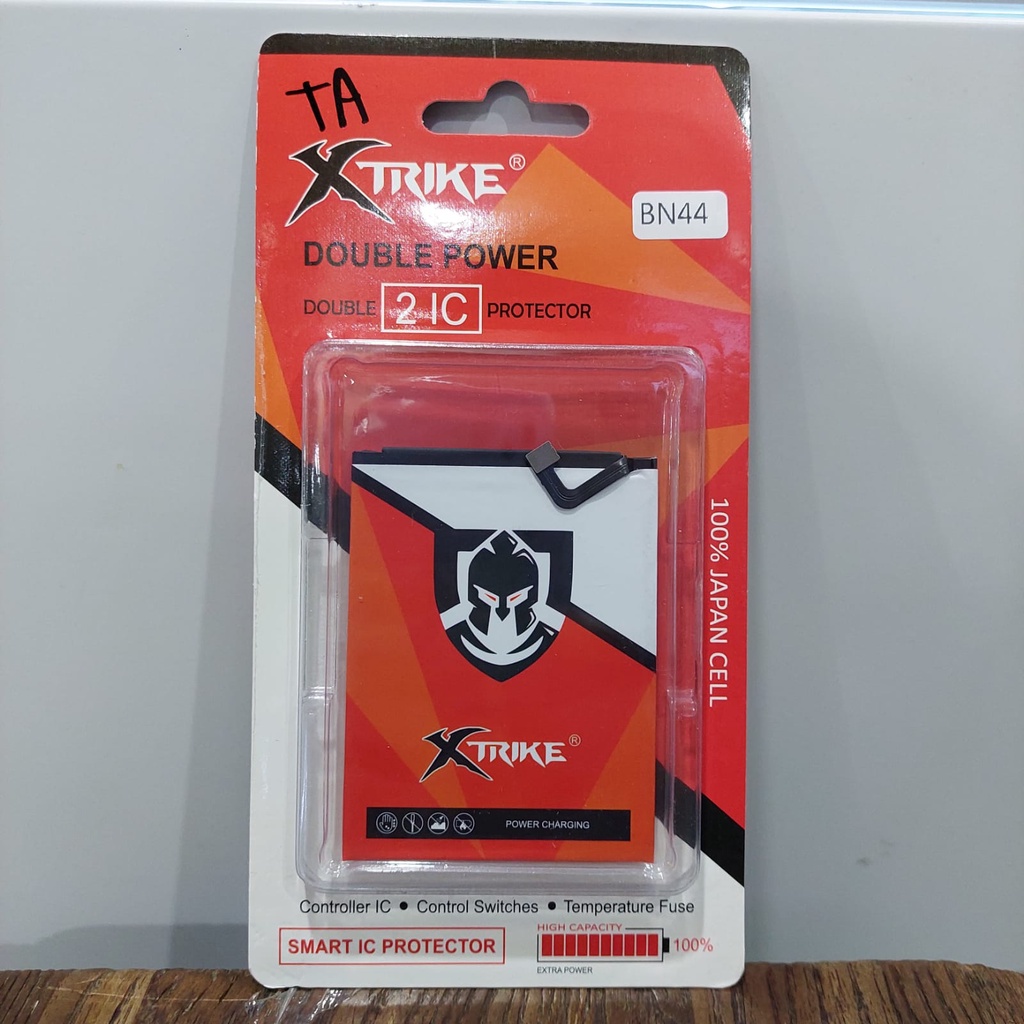 TA
XTRIKE®
BN44
DOUBLE POWER
DOUBLE 2 IC PROTECTOR
100% JAPAN CELL
XTRIKE®
POWER CHARGING
Controller IC • Control Switches • Temperature Fuse
SMART IC PROTECTOR
HIGH CAPACITY
100%
EXTRA POWER